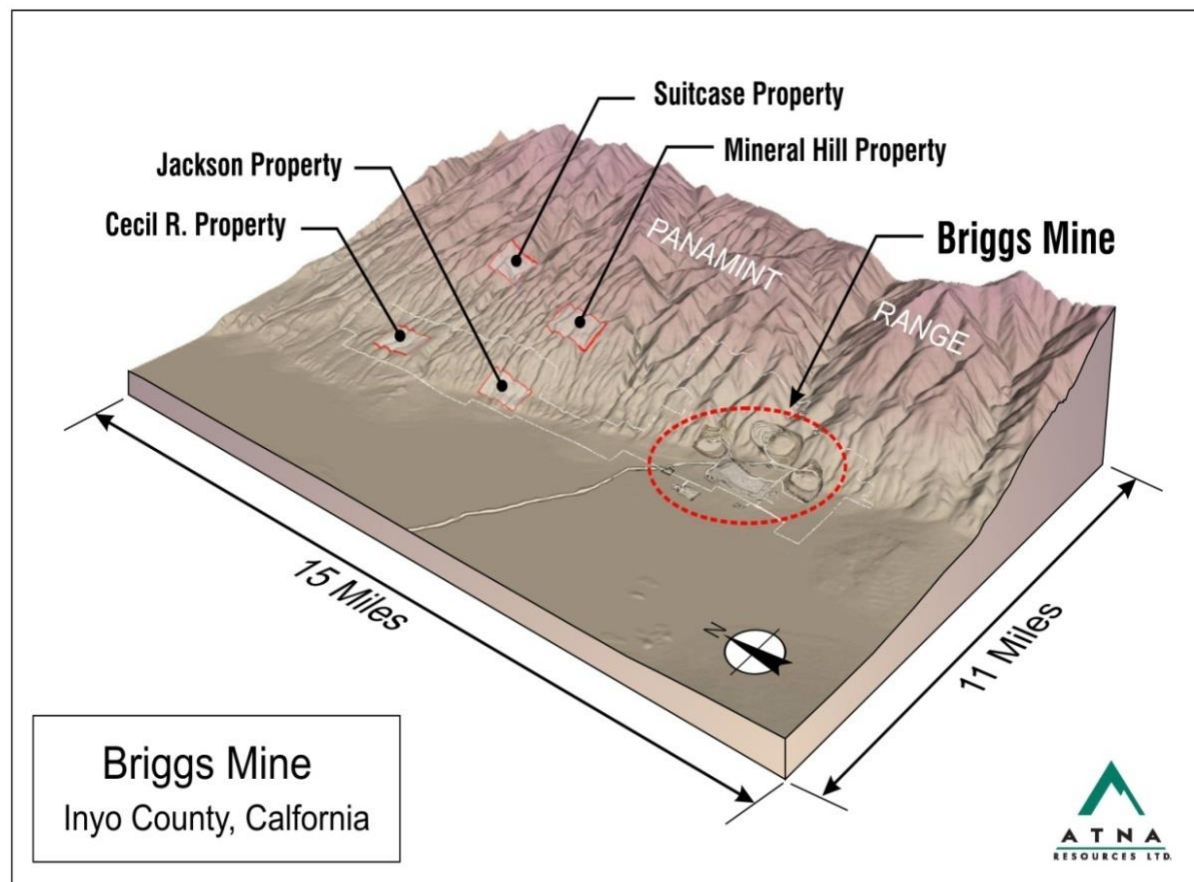 Suitcase Property
Mineral Hill Property
Jackson Property
Cecil R. Property
Briggs Mine
PANAMINT
RANGE
15 Miles
11 Miles
N
Briggs Mine
Inyo County, Calfornia
ATNA
RESOURCES LTD.